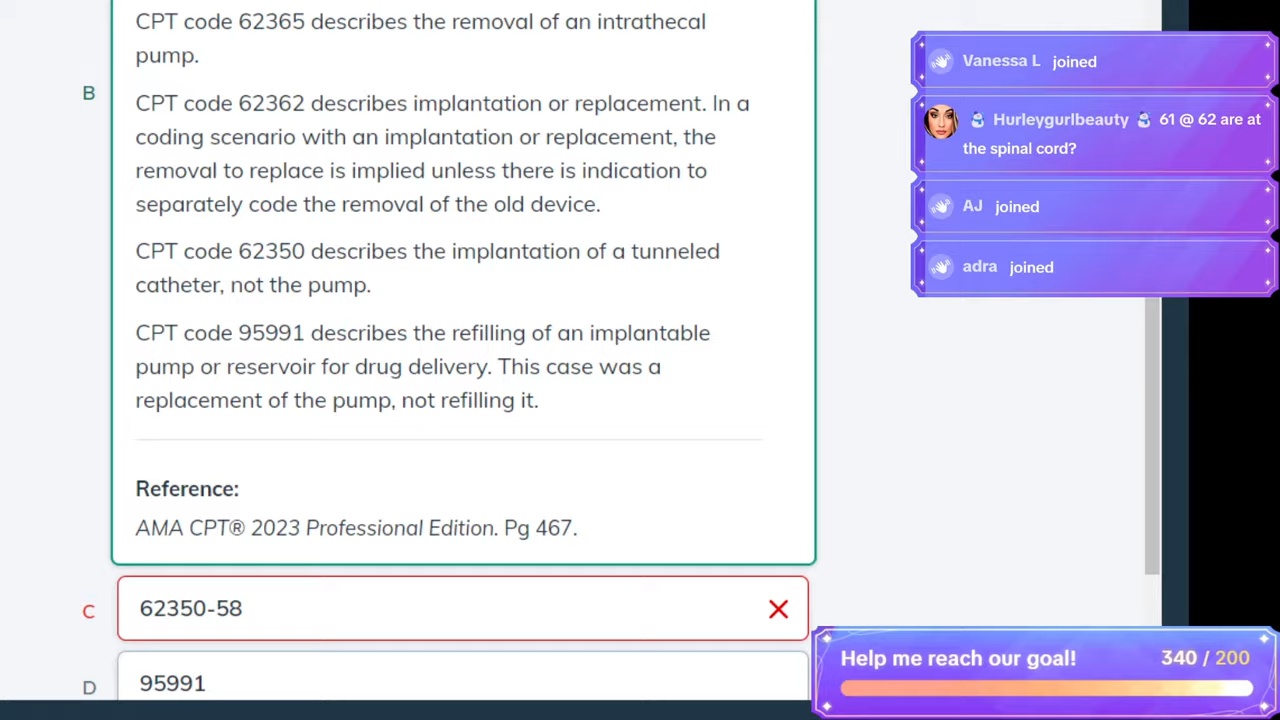 CPT code 62365 describes the removal of an intrathecal
pump.
B
CPT code 62362 describes implantation or replacement. In a
coding scenario with an implantation or replacement, the
removal to replace is implied unless there is indication to
separately code the removal of the old device.
CPT code 62350 describes the implantation of a tunneled
catheter, not the pump.
CPT code 95991 describes the refilling of an implantable
pump or reservoir for drug delivery. This case was a
replacement of the pump, not refilling it.
Reference:
AMA CPT® 2023 Professional Edition. Pg 467.
C 62350-58
D 95991
Vanessa L joined
Hurleygurlbeauty 61 @ 62 are at
the spinal cord?
AJ joined
adra joined
Help me reach our goal! 340 / 200